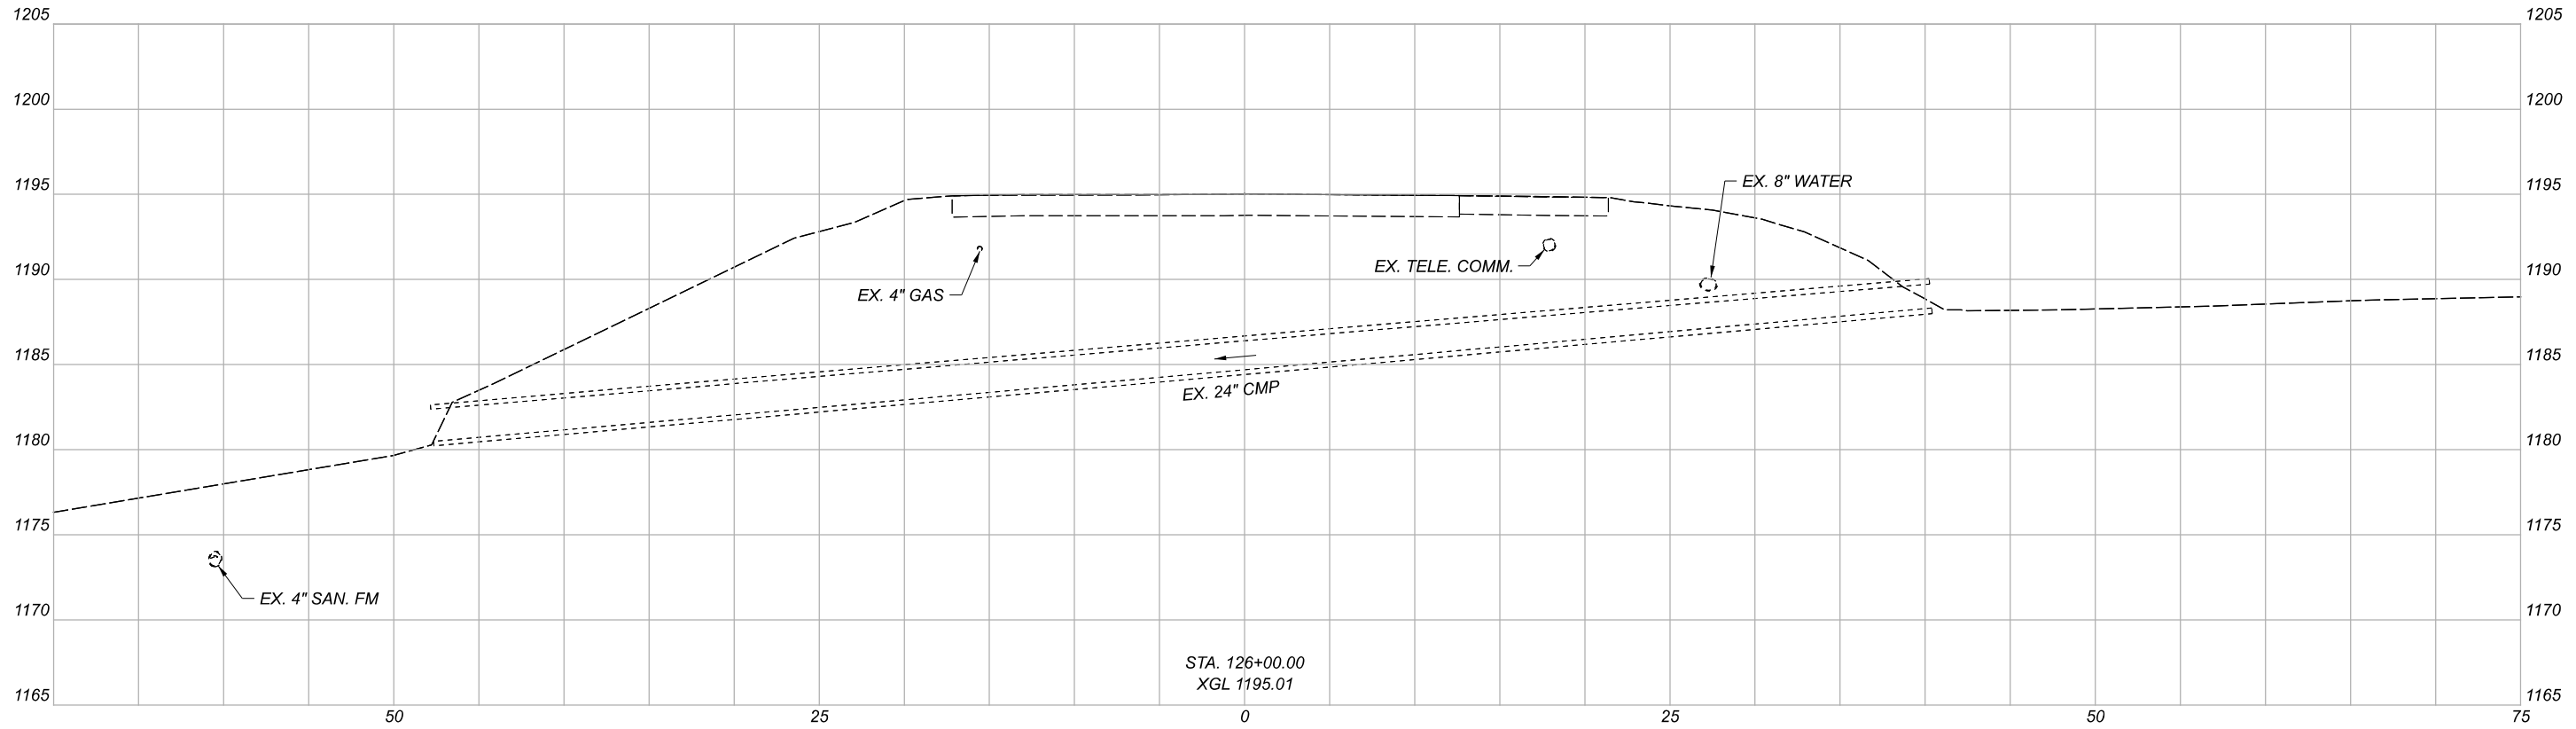 1205 1205
1200 1200
1195 1195
EX. 8" WATER
1190 1190
EX. TELE. COMM.
EX. 4" GAS
1185 1185
EX. 24" CMP
1180 1180
1175 1175
EX. 4" SAN. FM
1170 1170
STA. 126+00.00
XGL 1195.01
1165 1165
50 25 0 25 50 75